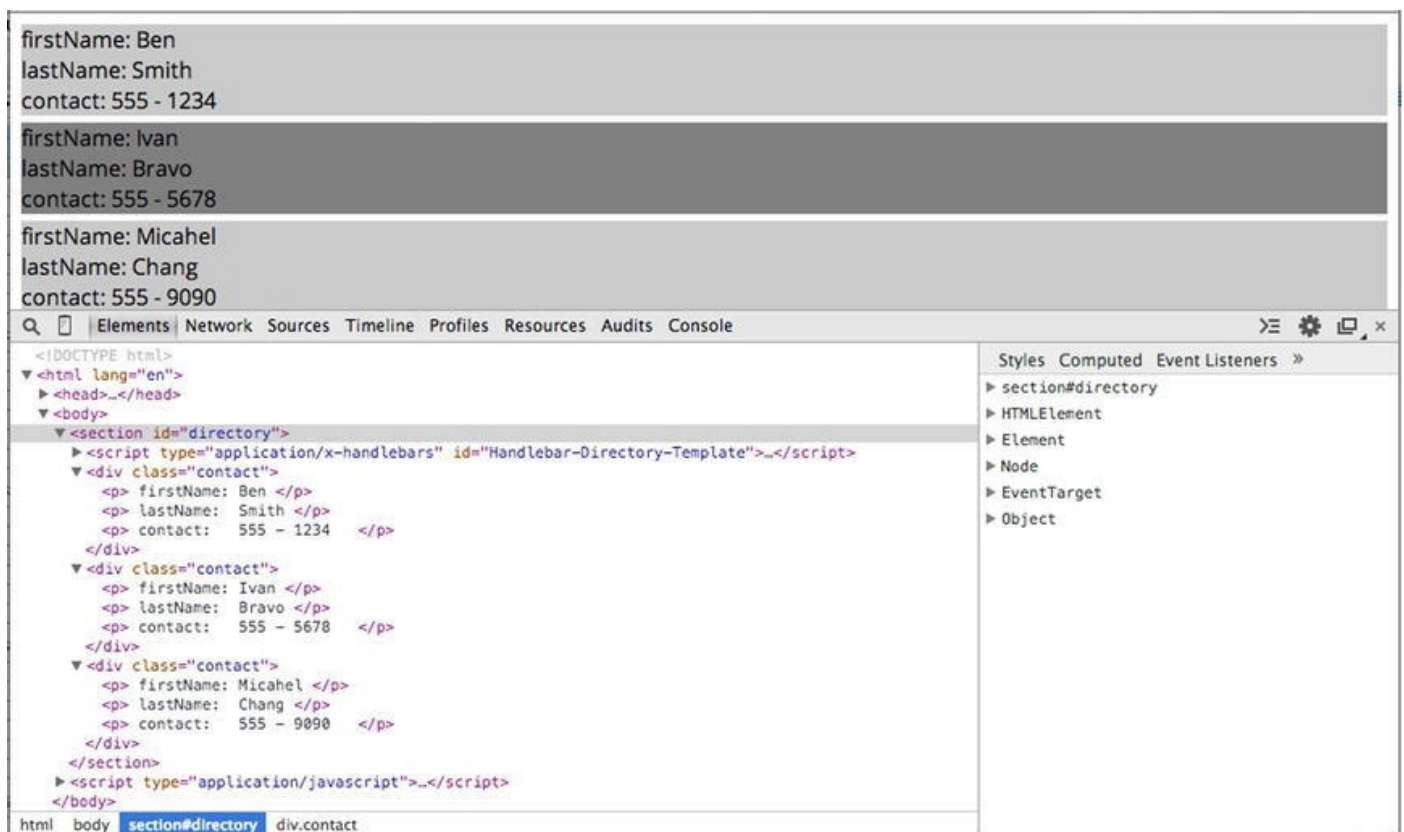 firstName: Ben
lastName: Smith
contact: 555 - 1234
firstName: Ivan
lastName: Bravo
contact: 555 - 5678
firstName: Micahel
lastName: Chang
contact: 555 - 9090
Elements Network Sources Timeline Profiles Resources Audits Console
<!DOCTYPE html>
▼<html lang="en">
▶<head>…</head>
▼<body>
▼<section id="directory">
▶<script type="application/x-handlebars" id="Handlebar-Directory-Template">…</script>
▼<div class="contact">
<p> firstName: Ben </p>
<p> lastName: Smith </p>
<p> contact: 555 – 1234 </p>
</div>
▼<div class="contact">
<p> firstName: Ivan </p>
<p> lastName: Bravo </p>
<p> contact: 555 – 5678 </p>
</div>
▼<div class="contact">
<p> firstName: Micahel </p>
<p> lastName: Chang </p>
<p> contact: 555 – 9090 </p>
</div>
</section>
▶<script type="application/javascript">…</script>
</body>
html body section#directory div.contact
Styles Computed Event Listeners »
▶ section#directory
▶ HTMLElement
▶ Element
▶ Node
▶ EventTarget
▶ Object